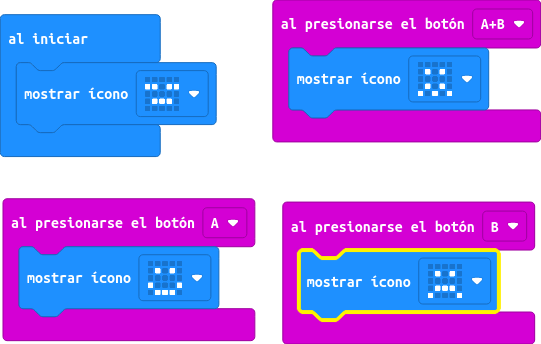 al iniciar
mostrar ícono
al presionarse el botón A+B
mostrar ícono
al presionarse el botón A
mostrar ícono
al presionarse el botón B
mostrar ícono